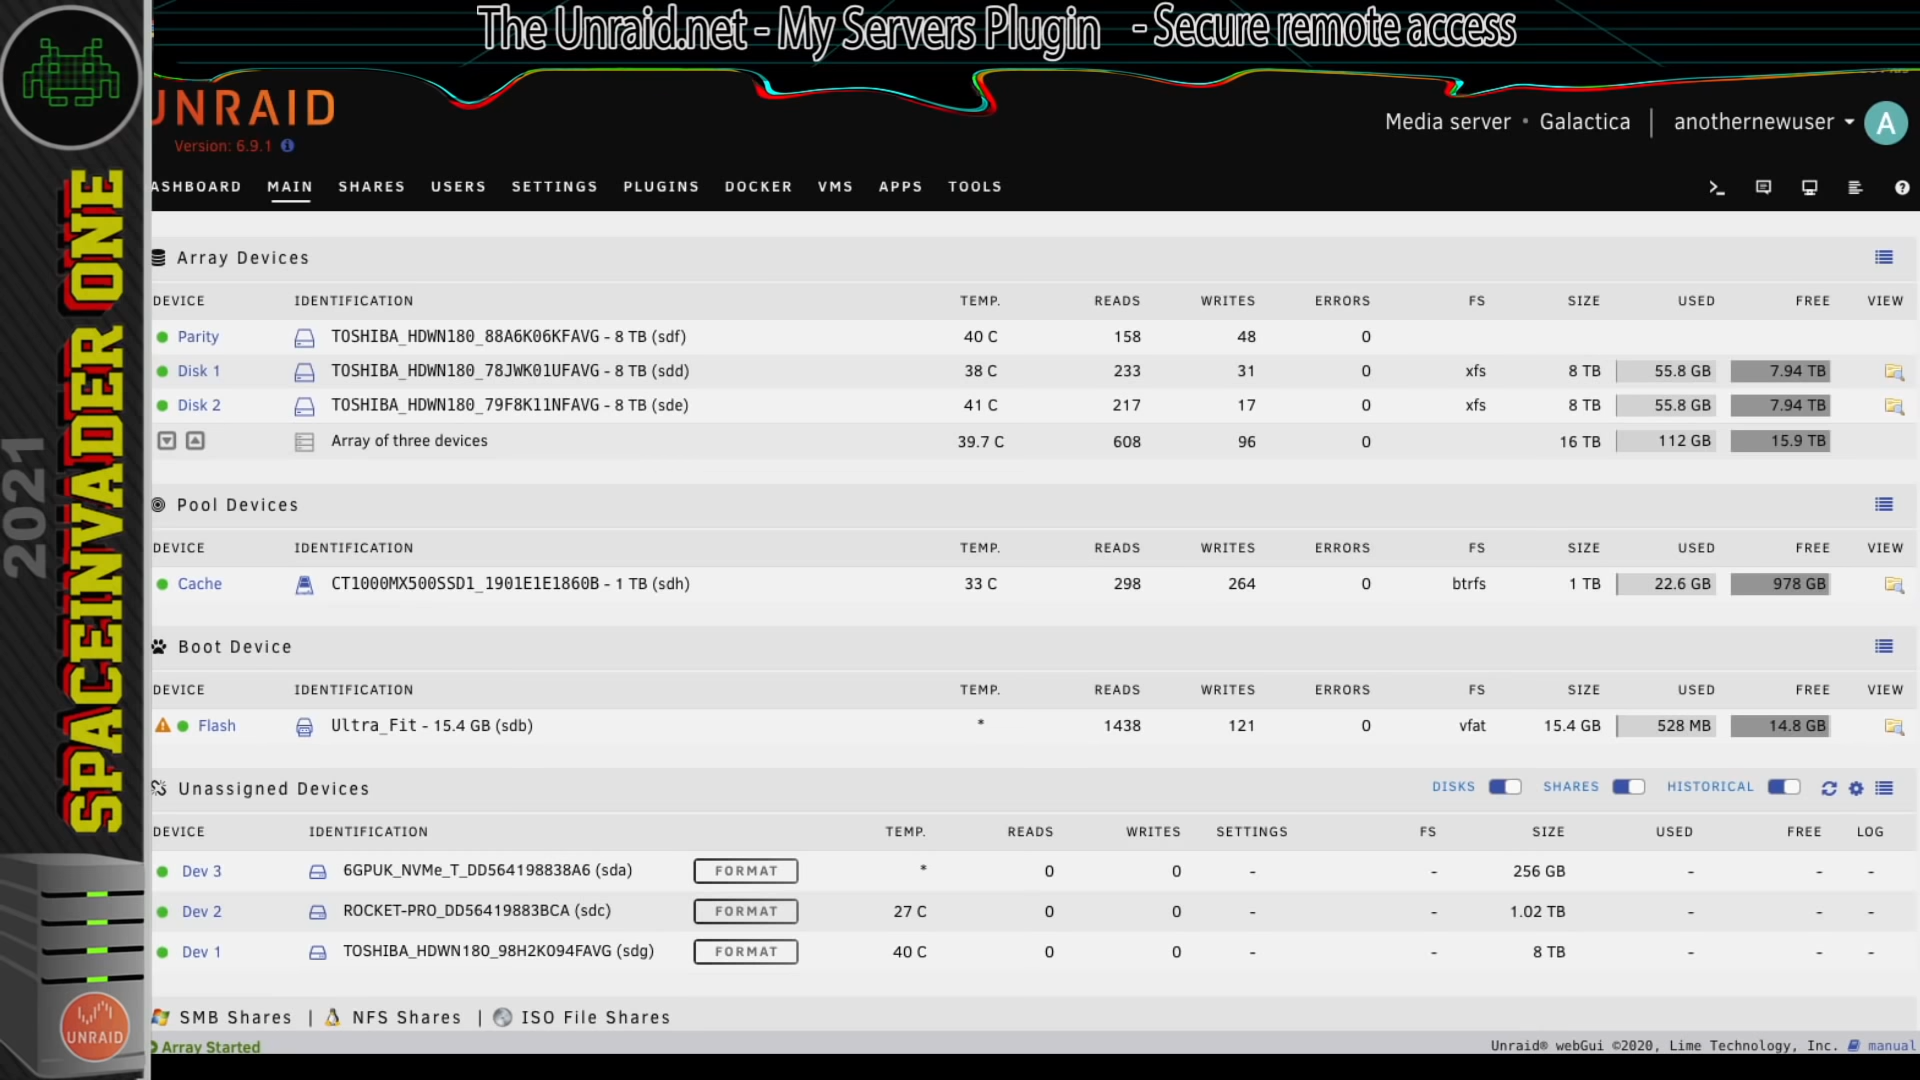 The Unraid.net - My Servers Plugin - Secure remote access
UNRAID
Version: 6.9.1
Media server • Galactica | anothernewuser A
ASHBOARD MAIN SHARES USERS SETTINGS PLUGINS DOCKER VMS APPS TOOLS
2021
SPACEINVADER ONE
UNRAID
Array Devices
DEVICE IDENTIFICATION TEMP. READS WRITES ERRORS FS SIZE USED FREE VIEW
Parity TOSHIBA_HDWN180_88A6K06KFAVG - 8 TB (sdf) 40 C 158 48 0
Disk 1 TOSHIBA_HDWN180_78JWK01UFAVG - 8 TB (sdd) 38 C 233 31 0 xfs 8 TB 55.8 GB 7.94 TB
Disk 2 TOSHIBA_HDWN180_79F8K11NFAVG - 8 TB (sde) 41 C 217 17 0 xfs 8 TB 55.8 GB 7.94 TB
Array of three devices 39.7 C 608 96 0 16 TB 112 GB 15.9 TB
Pool Devices
DEVICE IDENTIFICATION TEMP. READS WRITES ERRORS FS SIZE USED FREE VIEW
Cache CT1000MX500SSD1_1901E1E1860B - 1 TB (sdh) 33 C 298 264 0 btrfs 1 TB 22.6 GB 978 GB
Boot Device
DEVICE IDENTIFICATION TEMP. READS WRITES ERRORS FS SIZE USED FREE VIEW
Flash Ultra_Fit - 15.4 GB (sdb) * 1438 121 0 vfat 15.4 GB 528 MB 14.8 GB
Unassigned Devices DISKS SHARES HISTORICAL
DEVICE IDENTIFICATION TEMP. READS WRITES SETTINGS FS SIZE USED FREE LOG
Dev 3 6GPUK_NVMe_T_DD564198838A6 (sda) FORMAT * 0 0 - - 256 GB - - -
Dev 2 ROCKET-PRO_DD56419883BCA (sdc) FORMAT 27 C 0 0 - - 1.02 TB - - -
Dev 1 TOSHIBA_HDWN180_98H2K094FAVG (sdg) FORMAT 40 C 0 0 - - 8 TB - - -
SMB Shares | NFS Shares | ISO File Shares
Array Started
Unraid® webGui ©2020, Lime Technology, Inc. manual